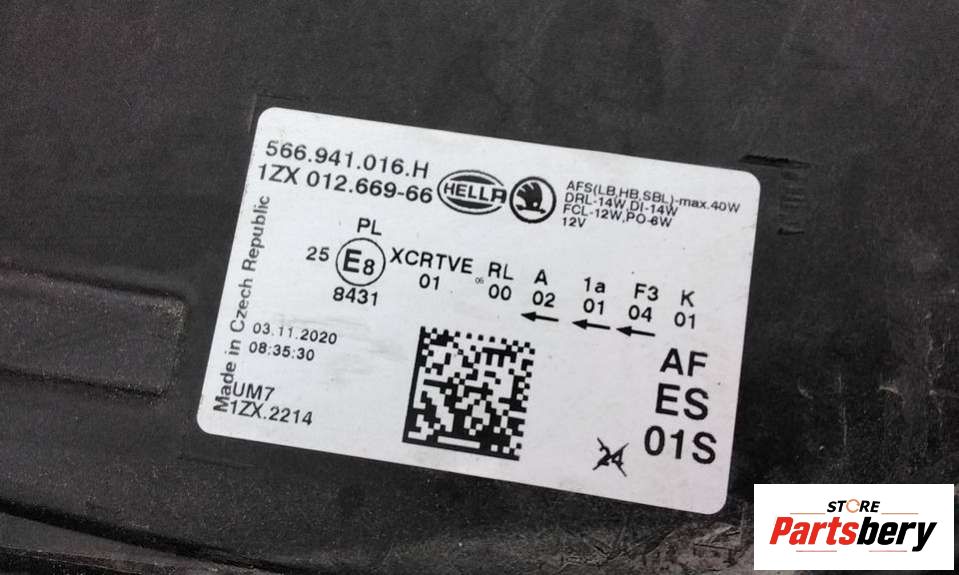 566.941.016.H
1ZX 012.669-66
HELLA
AFS(LB,HB,SBL)-max.40W
DRL-14W,DI-14W
FCL-12W,PO-6W
12V
Made in Czech Republic
PL
25 E8 XCRTVE RL A 1a F3 K
8431 01 05 00 02 01 04 01
03.11.2020
08:35:30
UM7
1ZX.2214
AF
ES
01S
24
STORE
Partsbery